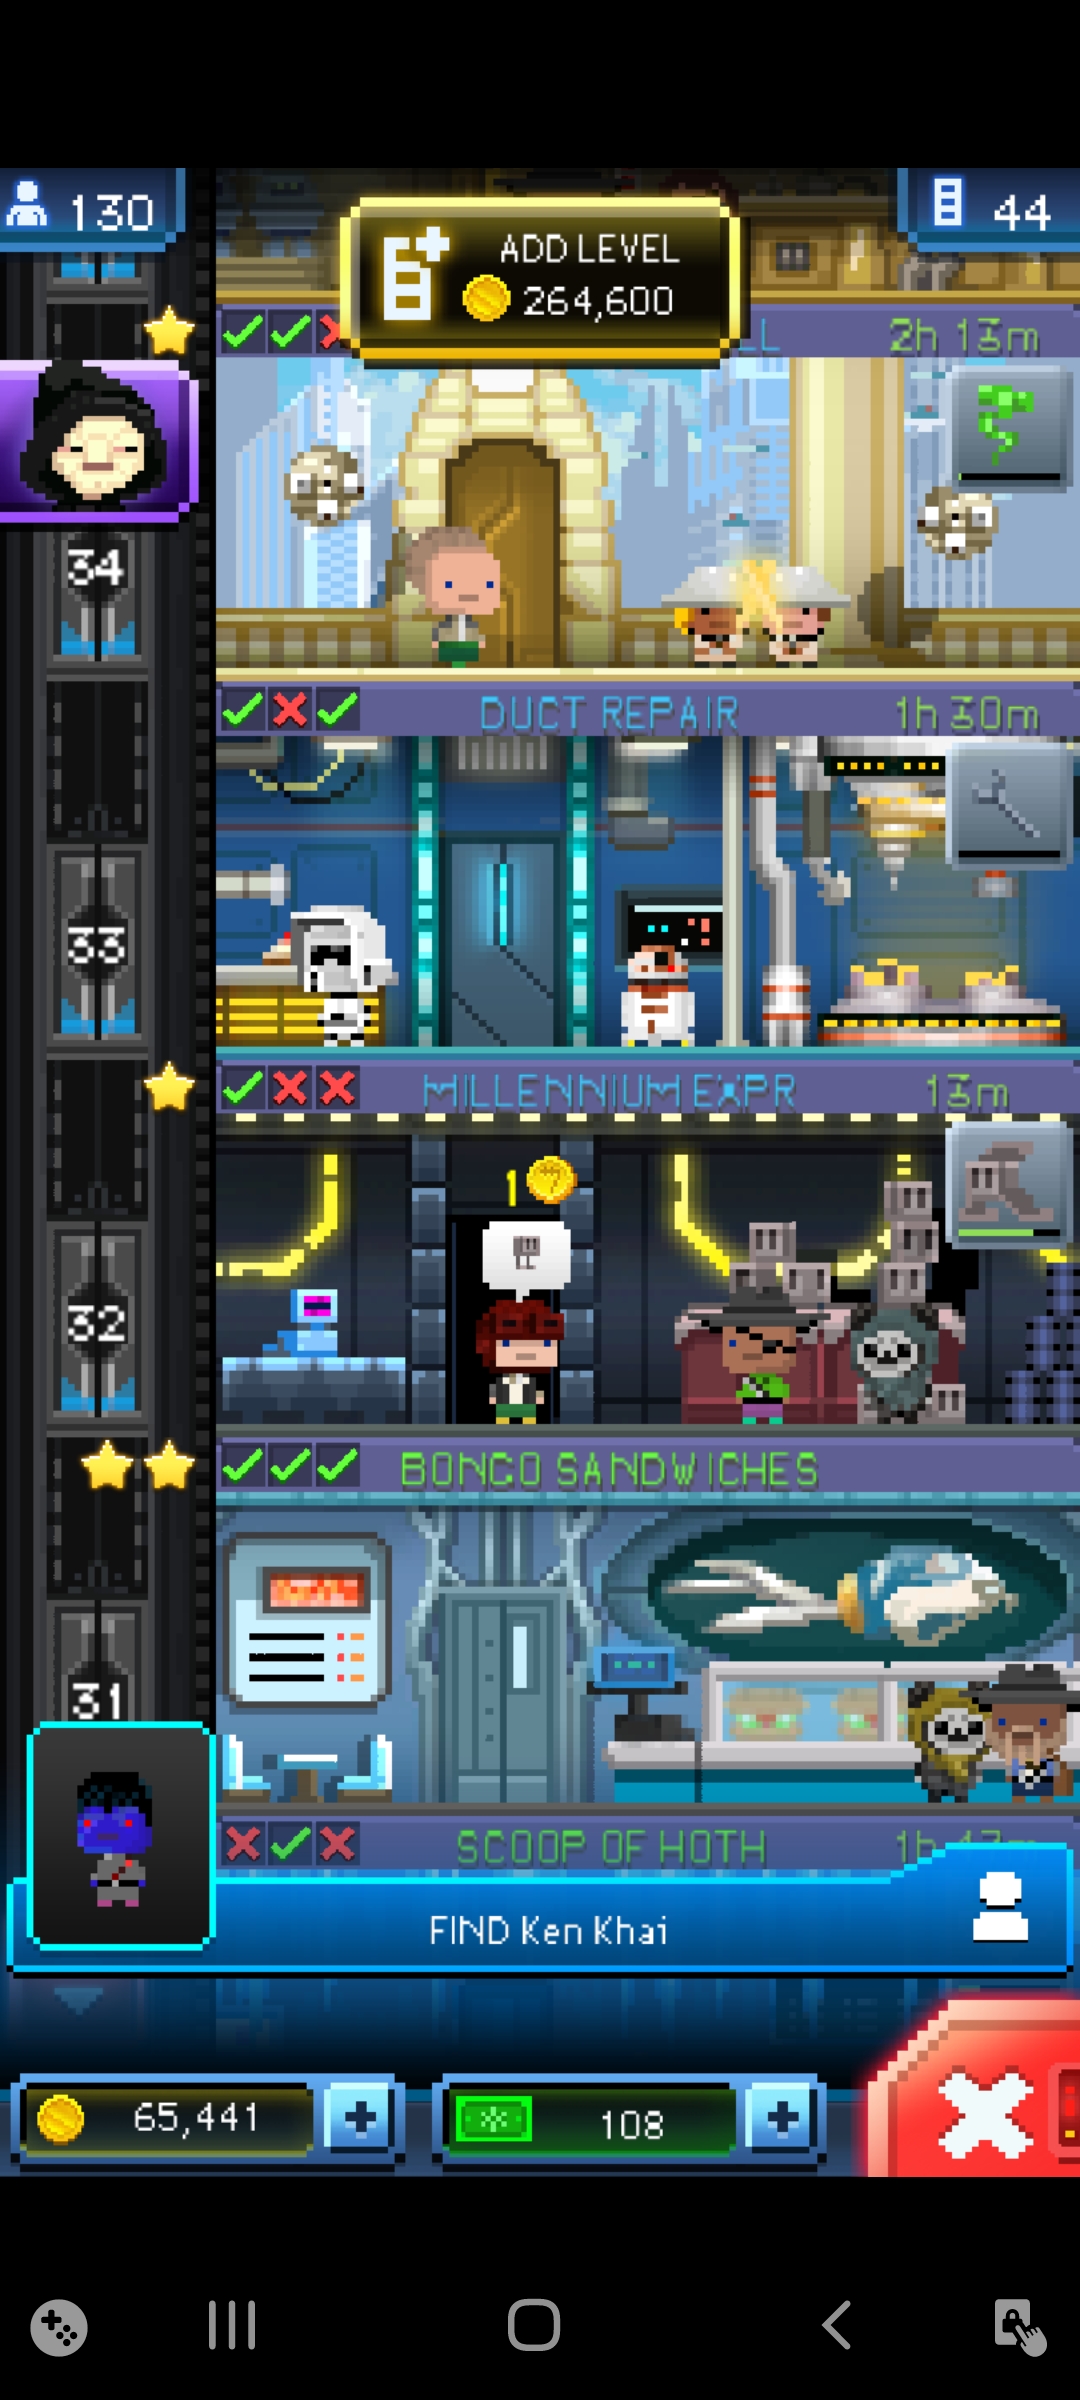 130
44
ADD LEVEL
264,600
2h 13m
34
DUCT REPAIR
1h 30m
33
MILLENNIUM EXPR
13m
1
32
BONGO SANDWICHES
31
SCOOP OF HOTH
1h 47m
FIND Ken Khai
65,441
108